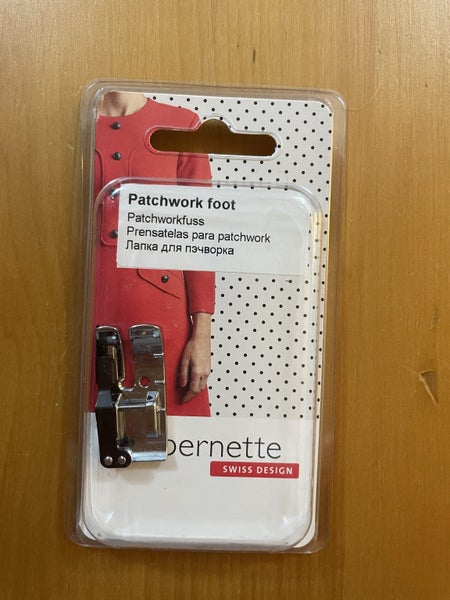 Patchwork foot
Patchworkfuss
Prensatelas para patchwork
Лапка для пэчворка
bernette
SWISS DESIGN